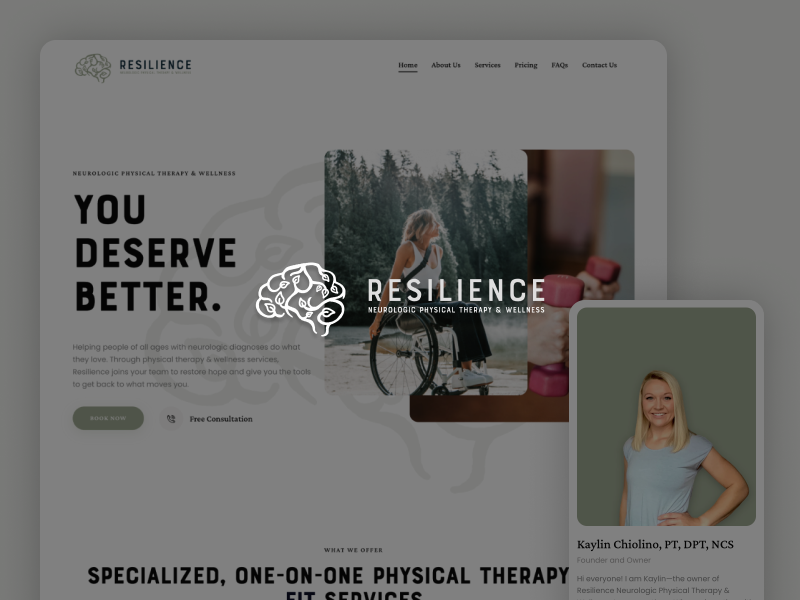 RESILIENCE
NEUROLOGIC PHYSICAL THERAPY & WELLNESS
Home About Us Services Pricing FAQs Contact Us
NEUROLOGIC PHYSICAL THERAPY & WELLNESS
YOU
DESERVE
BETTER.
Helping people of all ages with neurologic diagnoses do what
they love. Through physical therapy & wellness services,
Resilience joins your team to restore hope and give you the tools
to get back to what moves you.
BOOK NOW
Free Consultation
RESILIENCE
NEUROLOGIC PHYSICAL THERAPY & WELLNESS
WHAT WE OFFER
SPECIALIZED, ONE-ON-ONE PHYSICAL THERAPY
FIT SERVICES
Kaylin Chiolino, PT, DPT, NCS
Founder and Owner
Hi everyone! I am Kaylin—the owner of
Resilience Neurologic Physical Therapy &